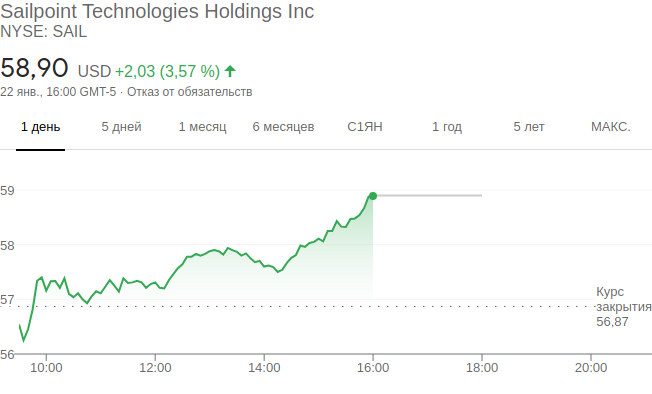 Sailpoint Technologies Holdings Inc
NYSE: SAIL
58,90 USD +2,03 (3,57 %)
22 янв., 16:00 GMT-5 · Отказ от обязательств
1 день 5 дней 1 месяц 6 месяцев С1ЯН 1 год 5 лет МАКС.
59
58
57
56
Курс
закрытия
56,87
10:00 12:00 14:00 16:00 18:00 20:00